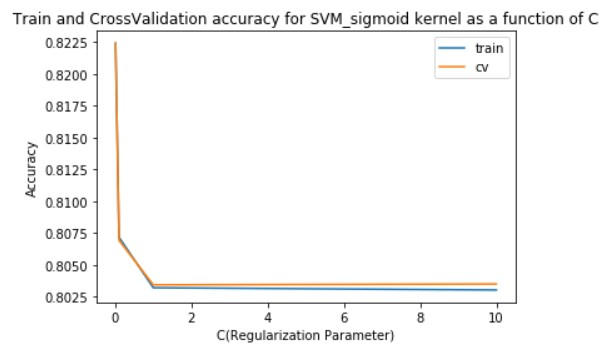 Train and CrossValidation accuracy for SVM_sigmoid kernel as a function of C
train
cv
0.8225
0.8200
0.8175
0.8150
0.8125
0.8100
0.8075
0.8050
0.8025
Accuracy
0 2 4 6 8 10
C(Regularization Parameter)